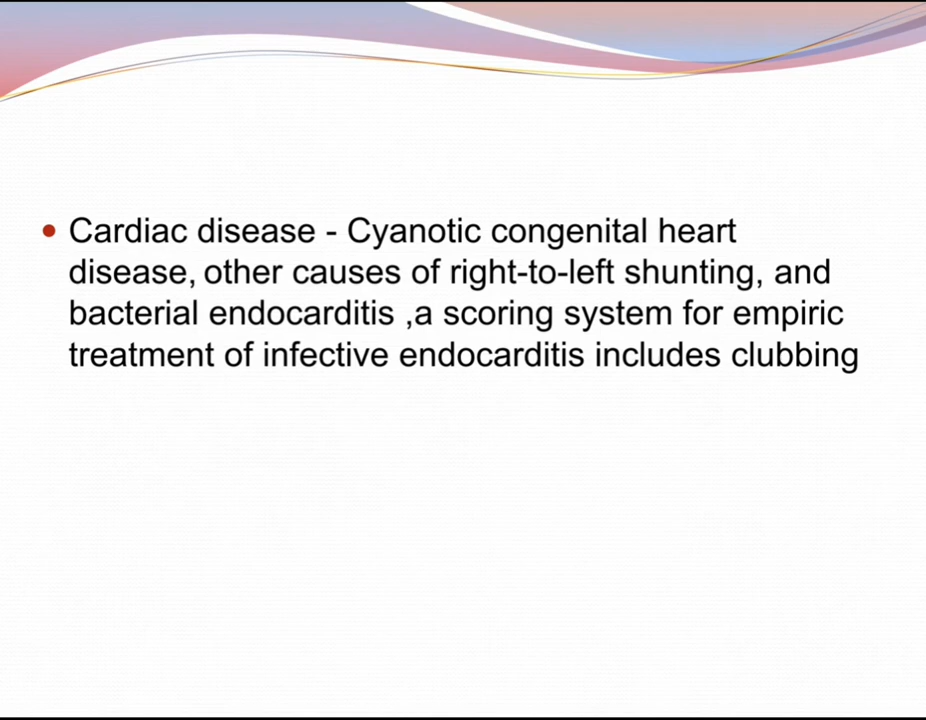 • Cardiac disease - Cyanotic congenital heart
disease, other causes of right-to-left shunting, and
bacterial endocarditis ,a scoring system for empiric
treatment of infective endocarditis includes clubbing